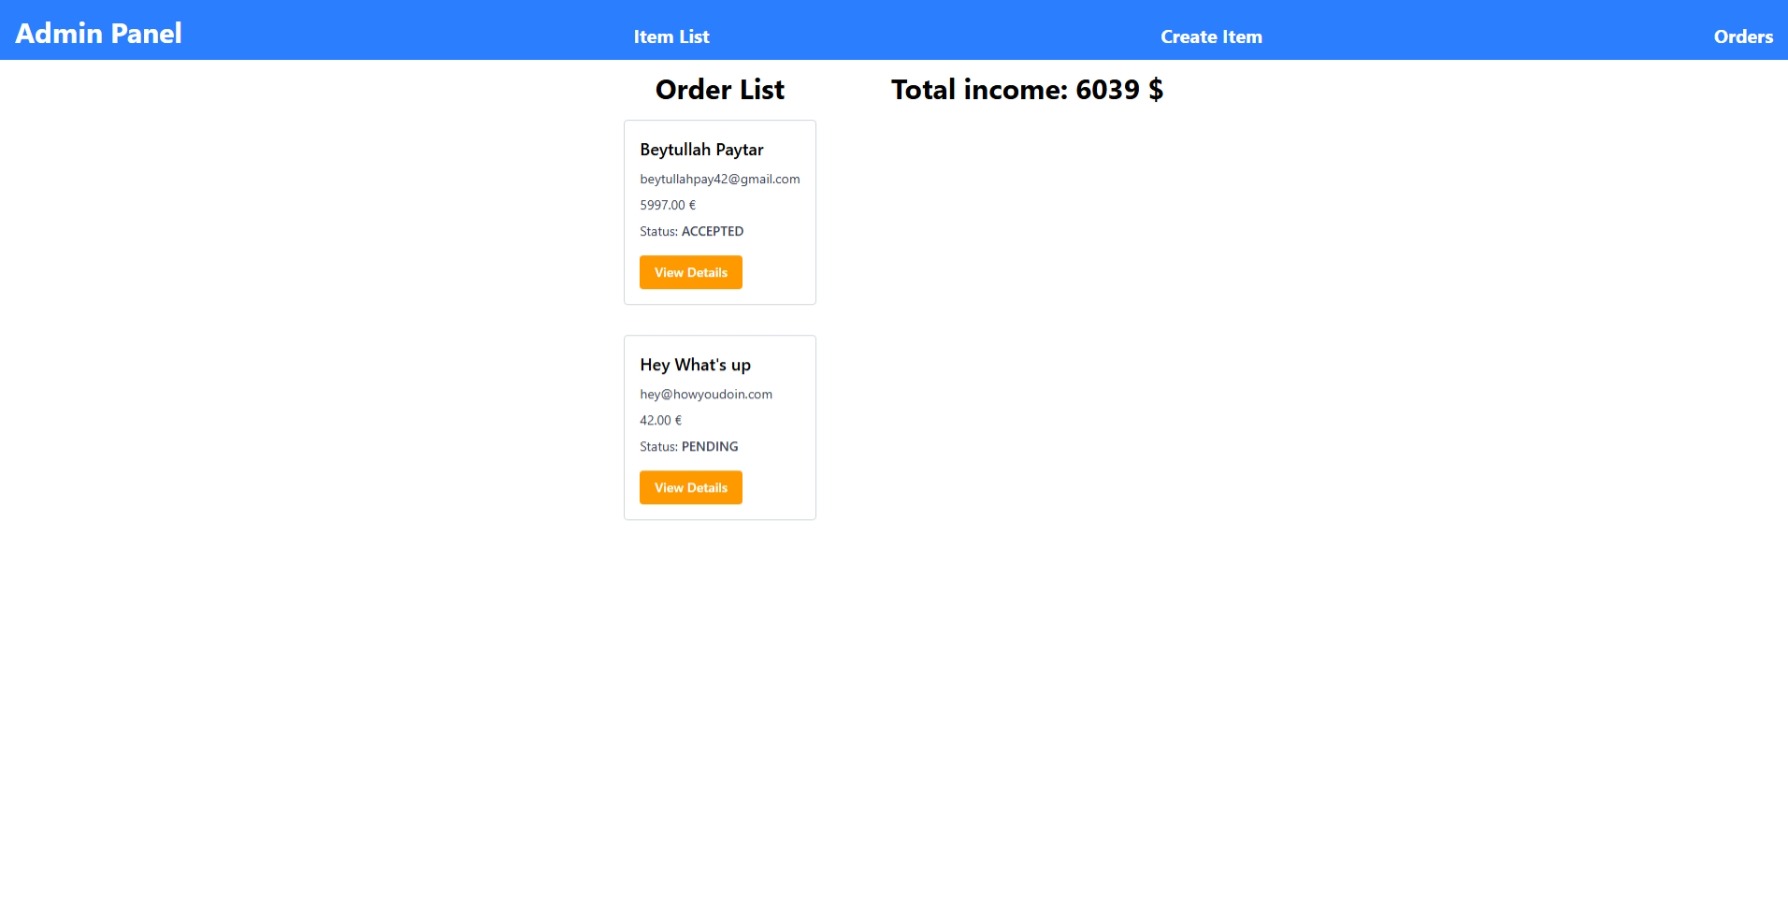 Admin Panel
Item List
Create Item
Orders
Order List
Total income: 6039 $
Beytullah Paytar
beytullahpay42@gmail.com
5997.00 €
Status: ACCEPTED
View Details
Hey What's up
hey@howyoudoin.com
42.00 €
Status: PENDING
View Details